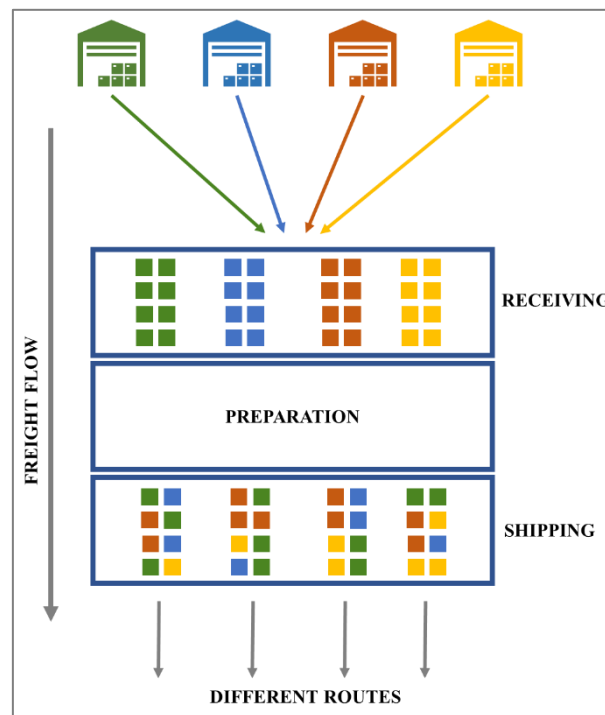 RECEIVING
FREIGHT FLOW
PREPARATION
SHIPPING
DIFFERENT ROUTES